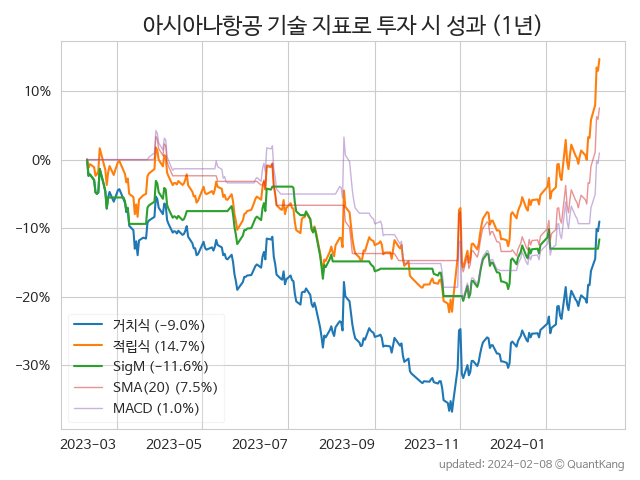 아시아나항공 기술 지표로 투자 시 성과 (1년)
10%
0%
−10%
−20%
−30%
거치식 (−9.0%)
적립식 (14.7%)
SigM (−11.6%)
SMA(20) (7.5%)
MACD (1.0%)
2023-03 2023-05 2023-07 2023-09 2023-11 2024-01
updated: 2024-02-08 © QuantKang